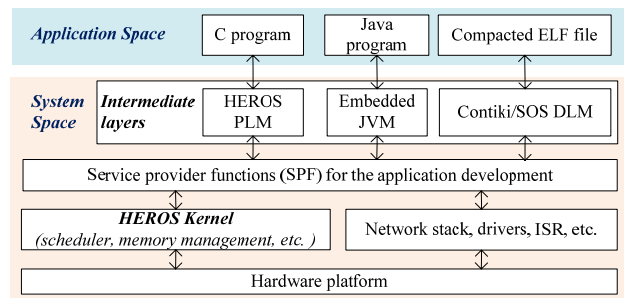 Application Space
C program
Java
program
Compacted ELF file
System
Space
Intermediate
layers
HEROS
PLM
Embedded
JVM
Contiki/SOS DLM
Service provider functions (SPF) for the application development
HEROS Kernel
(scheduler, memory management, etc. )
Network stack, drivers, ISR, etc.
Hardware platform